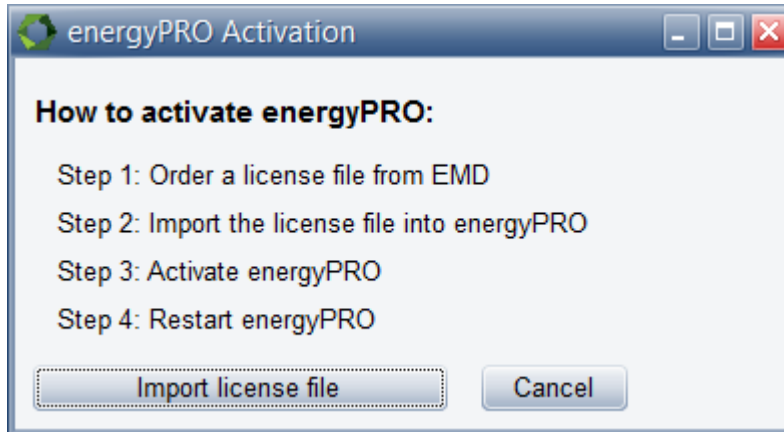 energyPRO Activation
How to activate energyPRO:
Step 1: Order a license file from EMD
Step 2: Import the license file into energyPRO
Step 3: Activate energyPRO
Step 4: Restart energyPRO
Import license file Cancel